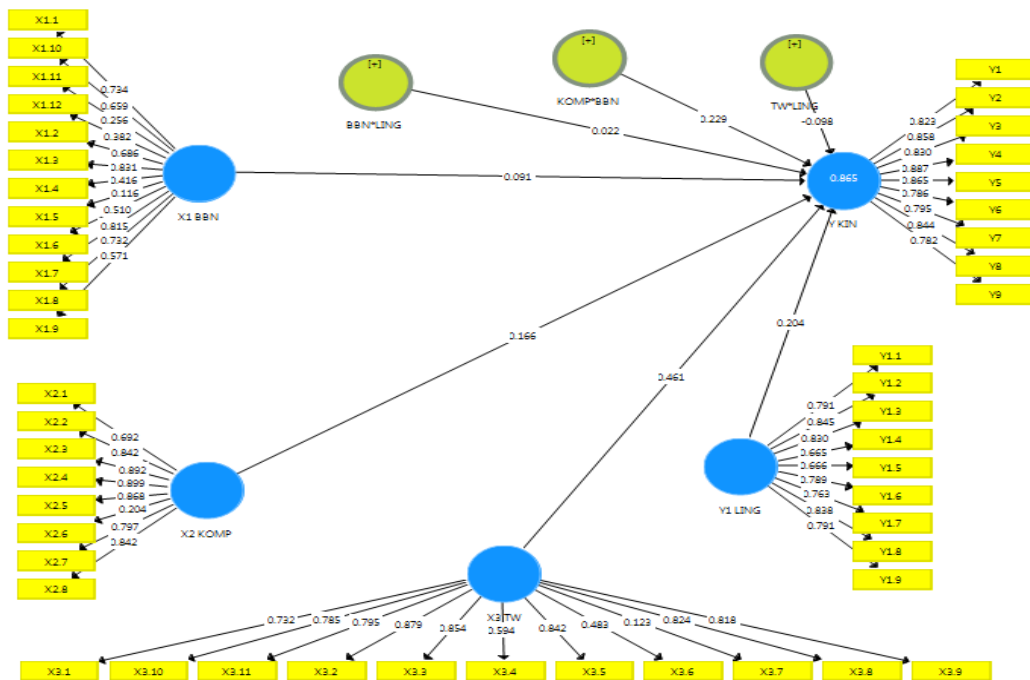 X1.1
X1.10
X1.11
X1.12
X1.2
X1.3
X1.4
X1.5
X1.6
X1.7
X1.8
X1.9
0.734
0.659
0.256
0.382
0.686
0.831
0.416
0.116
0.510
0.815
0.732
0.571
X1 BBN
[+]
BBN*LING
[+]
KOMP*BBN
[+]
TW*LING
0.022
0.229
-0.098
0.091
0.166
0.461
0.204
0.865
Y KIN
0.823
0.858
0.830
0.887
0.865
0.786
0.795
0.844
0.782
Y1
Y2
Y3
Y4
Y5
Y6
Y7
Y8
Y9
X2.1
X2.2
X2.3
X2.4
X2.5
X2.6
X2.7
X2.8
0.692
0.842
0.892
0.899
0.868
0.204
0.797
0.842
X2 KOMP
Y1 LING
0.791
0.845
0.830
0.665
0.666
0.789
0.763
0.838
0.791
Y1.1
Y1.2
Y1.3
Y1.4
Y1.5
Y1.6
Y1.7
Y1.8
Y1.9
X3 TW
0.732
0.785
0.795
0.879
0.854
0.594
0.842
0.483
0.123
0.824
0.818
X3.1
X3.10
X3.11
X3.2
X3.3
X3.4
X3.5
X3.6
X3.7
X3.8
X3.9